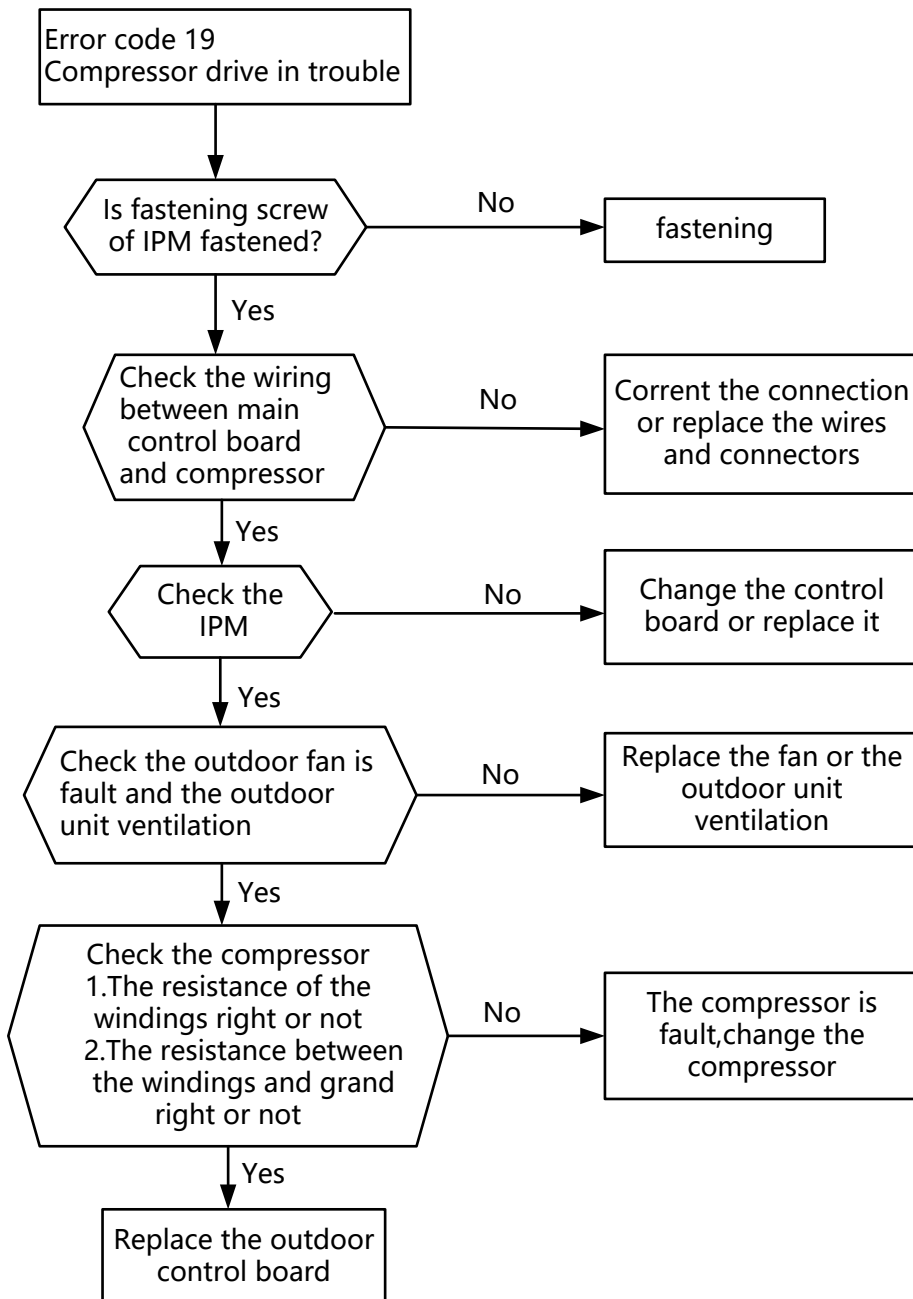 Error code 19
Compressor drive in trouble
Is fastening screw
of IPM fastened?
No
fastening
Yes
Check the wiring
between main
control board
and compressor
No
Corrent the connection
or replace the wires
and connectors
Yes
Check the
IPM
No
Change the control
board or replace it
Yes
Check the outdoor fan is
fault and the outdoor
unit ventilation
No
Replace the fan or the
outdoor unit
ventilation
Yes
Check the compressor
1.The resistance of the
windings right or not
2.The resistance between
the windings and grand
right or not
No
The compressor is
fault,change the
compressor
Yes
Replace the outdoor
control board